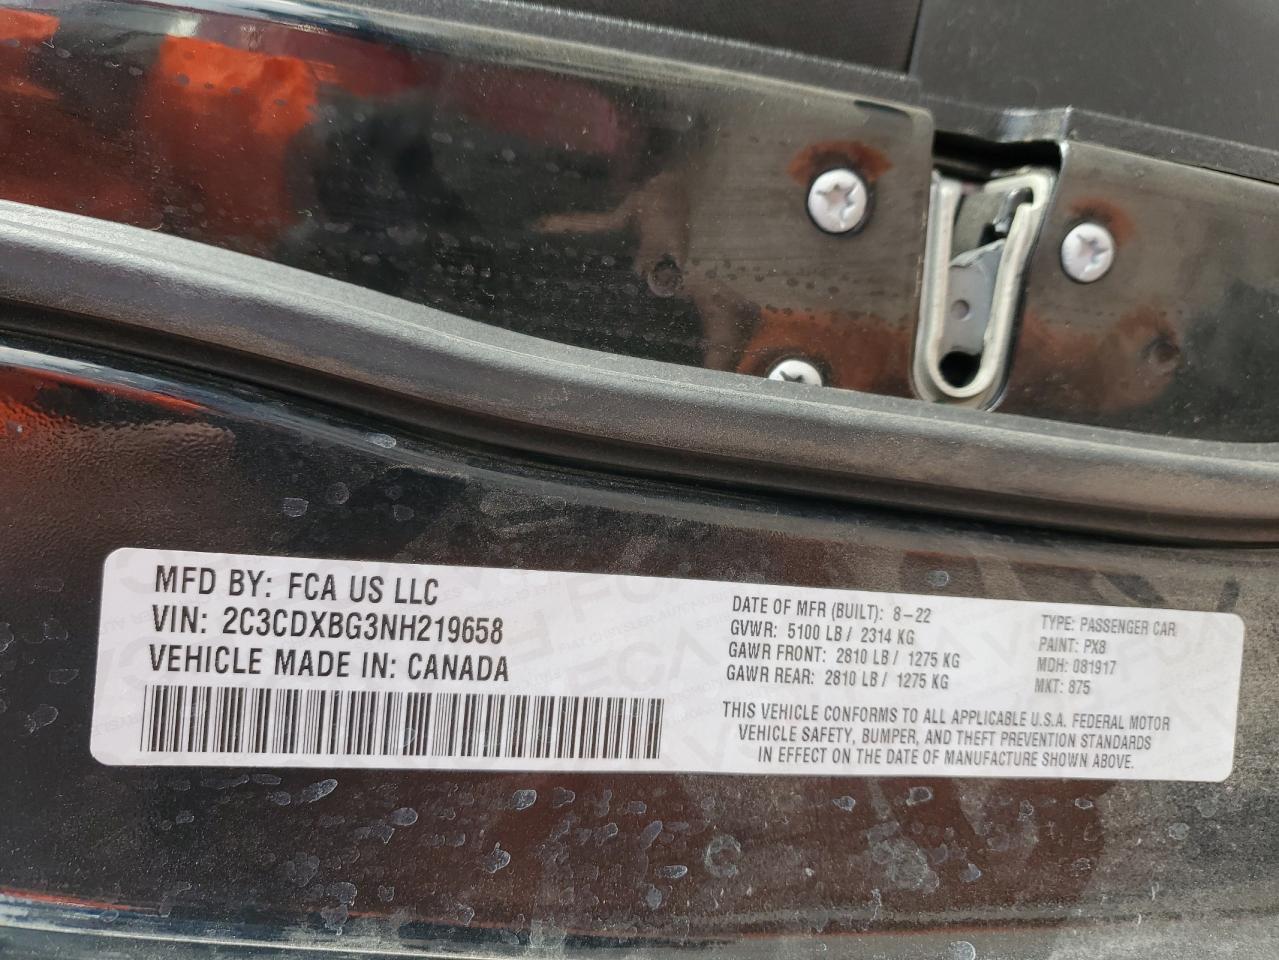 MFD BY: FCA US LLC
VIN: 2C3CDXBG3NH219658
VEHICLE MADE IN: CANADA
DATE OF MFR (BUILT): 8-22
GVWR: 5100 LB / 2314 KG
GAWR FRONT: 2810 LB / 1275 KG
GAWR REAR: 2810 LB / 1275 KG
TYPE: PASSENGER CAR
PAINT: PX8
MDH: 081917
MKT: 875
THIS VEHICLE CONFORMS TO ALL APPLICABLE U.S.A. FEDERAL MOTOR
VEHICLE SAFETY, BUMPER, AND THEFT PREVENTION STANDARDS
IN EFFECT ON THE DATE OF MANUFACTURE SHOWN ABOVE.